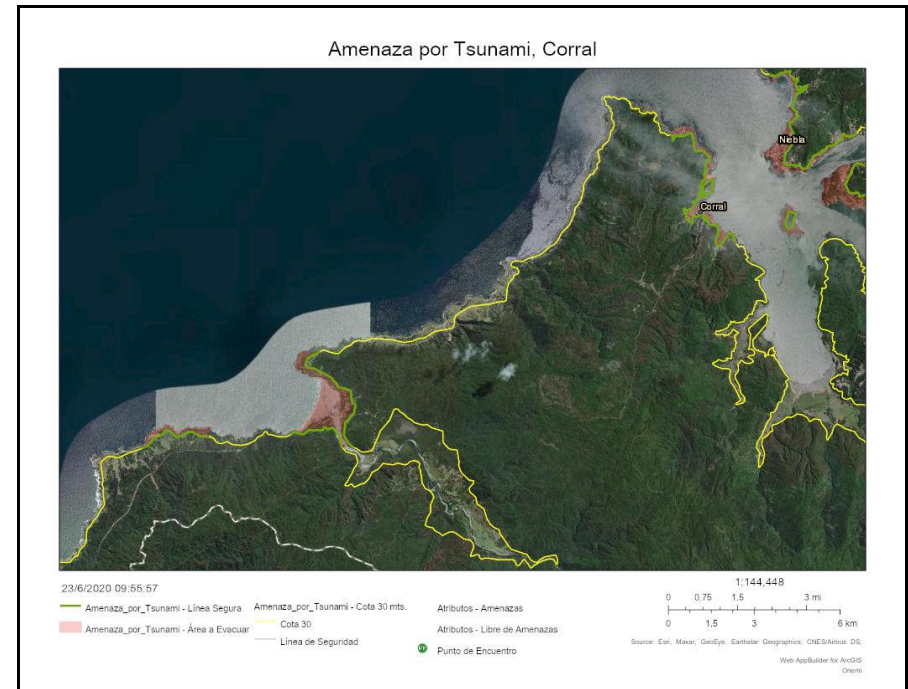 Amenaza por Tsunami, Corral
Niebla
Corral
23/6/2020 09:55:57
Amenaza_por_Tsunami - Línea Segura
Amenaza_por_Tsunami - Área a Evacuar
Amenaza_por_Tsunami - Cota 30 mts.
Cota 30
Línea de Seguridad
Atributos - Amenazas
Atributos - Libre de Amenazas
PE Punto de Encuentro
1:144,448
0 0,75 1,5 3 mi
0 1,5 3 6 km
Source: Esri, Maxar, GeoEye, Earthstar Geographics, CNES/Airbus DS,
Web AppBuilder for ArcGIS
Onemi